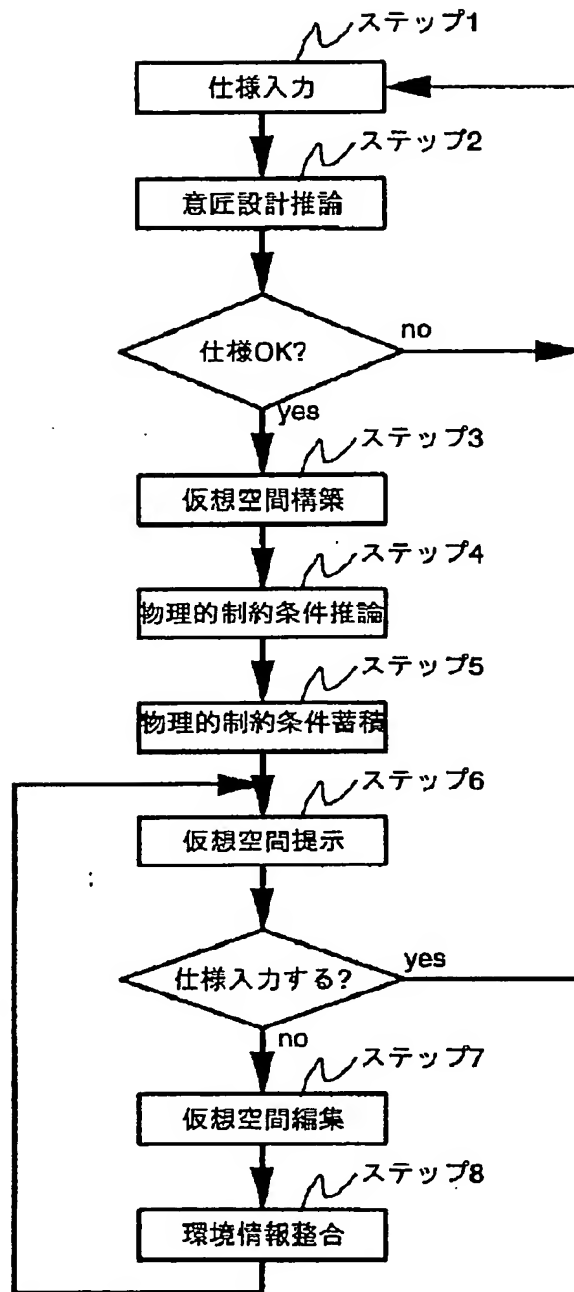 ステップ1
仕様入力
ステップ2
意匠設計推論
仕様OK?
no
yes
ステップ3
仮想空間構築
ステップ4
物理的制約条件推論
ステップ5
物理的制約条件蓄積
ステップ6
仮想空間提示
仕様入力する?
yes
no
ステップ7
仮想空間編集
ステップ8
環境情報整合